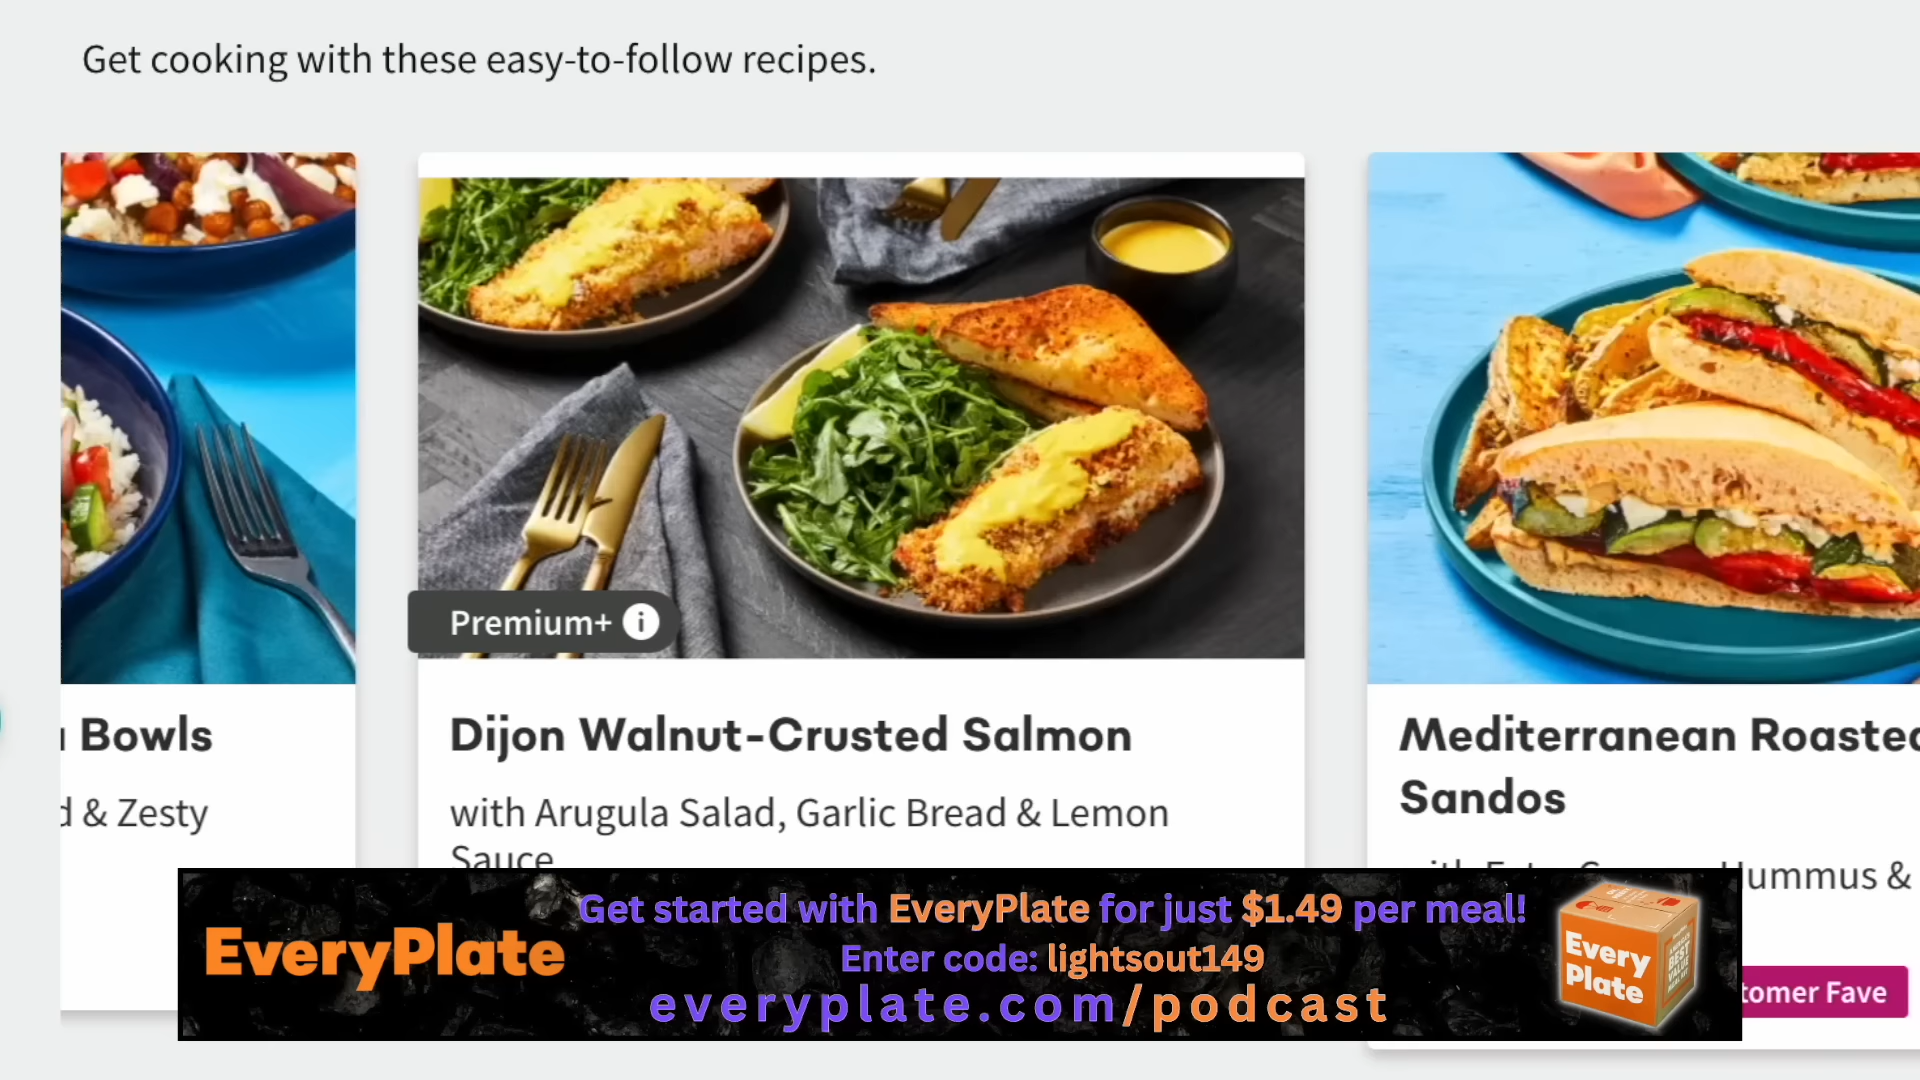 Get cooking with these easy-to-follow recipes.
Bowls
& Zesty
Premium+ i
Dijon Walnut-Crusted Salmon
with Arugula Salad, Garlic Bread & Lemon
Sauce
Mediterranean Roasted
Sandos
Hummus &
tomer Fave
EveryPlate
Get started with EveryPlate for just $1.49 per meal!
Enter code: lightsout149
everyplate.com/podcast
Every
Plate